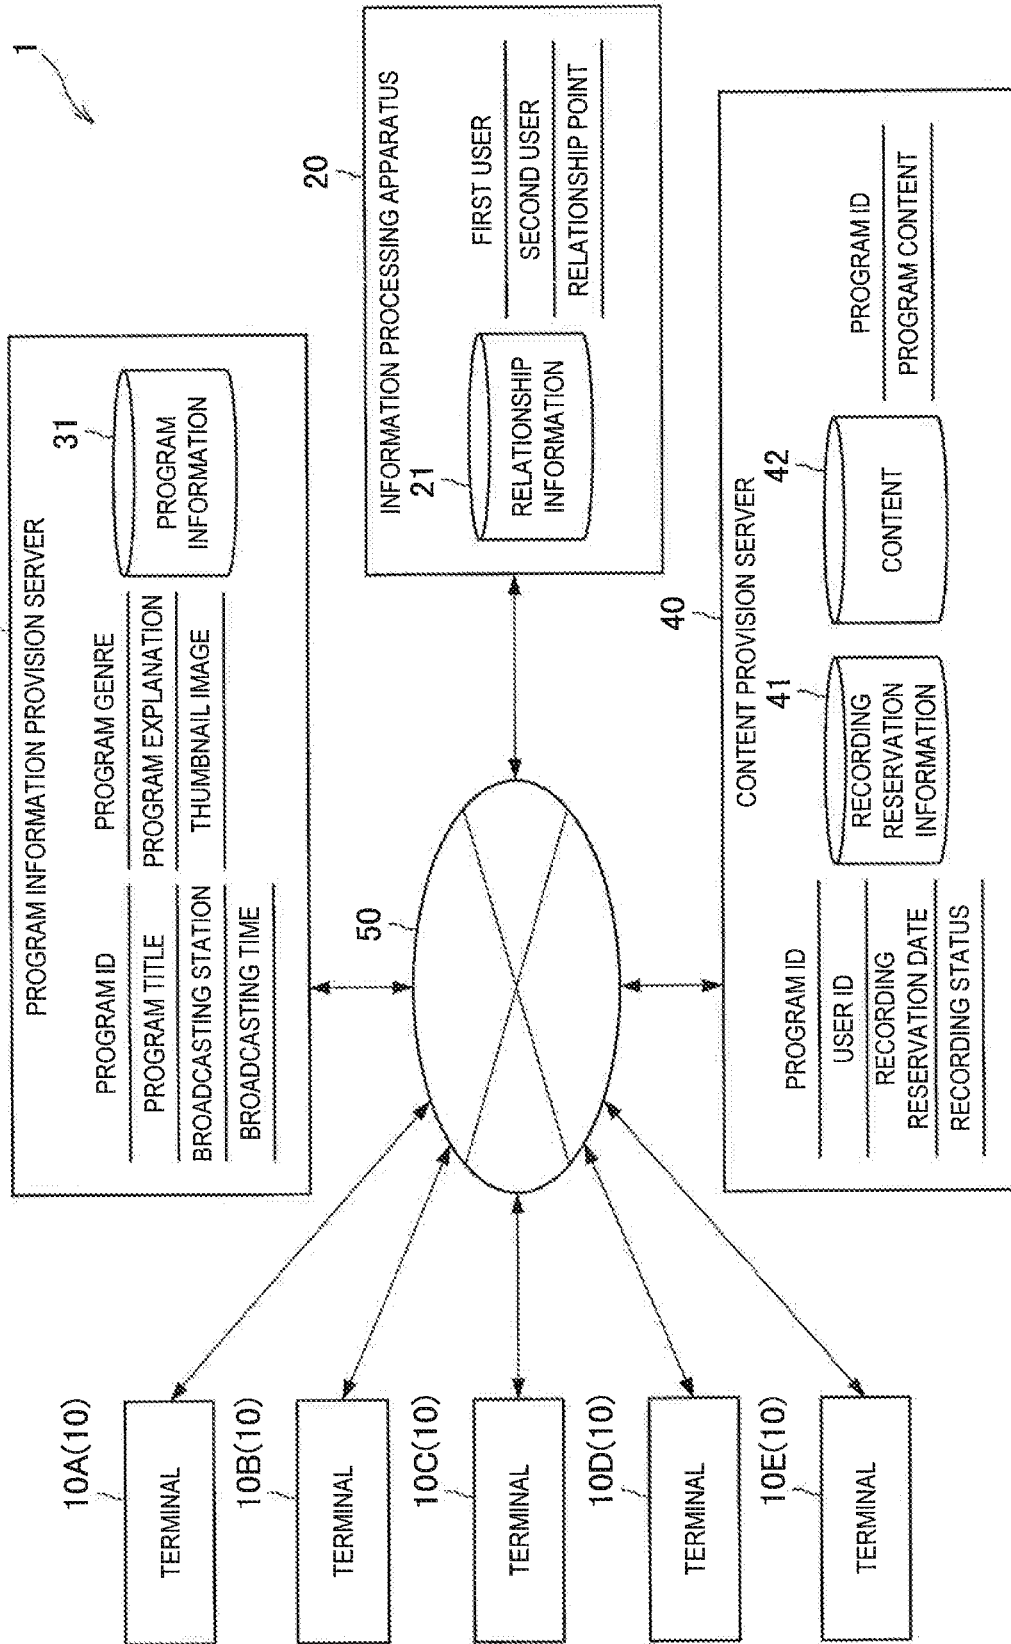 1
PROGRAM INFORMATION PROVISION SERVER
PROGRAM ID
PROGRAM TITLE
BROADCASTING STATION
BROADCASTING TIME
PROGRAM GENRE
PROGRAM EXPLANATION
THUMBNAIL IMAGE
31
PROGRAM
INFORMATION
10A(10)
TERMINAL
10B(10)
TERMINAL
10C(10)
TERMINAL
10D(10)
TERMINAL
10E(10)
TERMINAL
50
20
INFORMATION PROCESSING APPARATUS
21
RELATIONSHIP
INFORMATION
FIRST USER
SECOND USER
RELATIONSHIP POINT
40
CONTENT PROVISION SERVER
PROGRAM ID
USER ID
RECORDING
RESERVATION DATE
RECORDING STATUS
41
RECORDING
RESERVATION
INFORMATION
42
CONTENT
PROGRAM ID
PROGRAM CONTENT